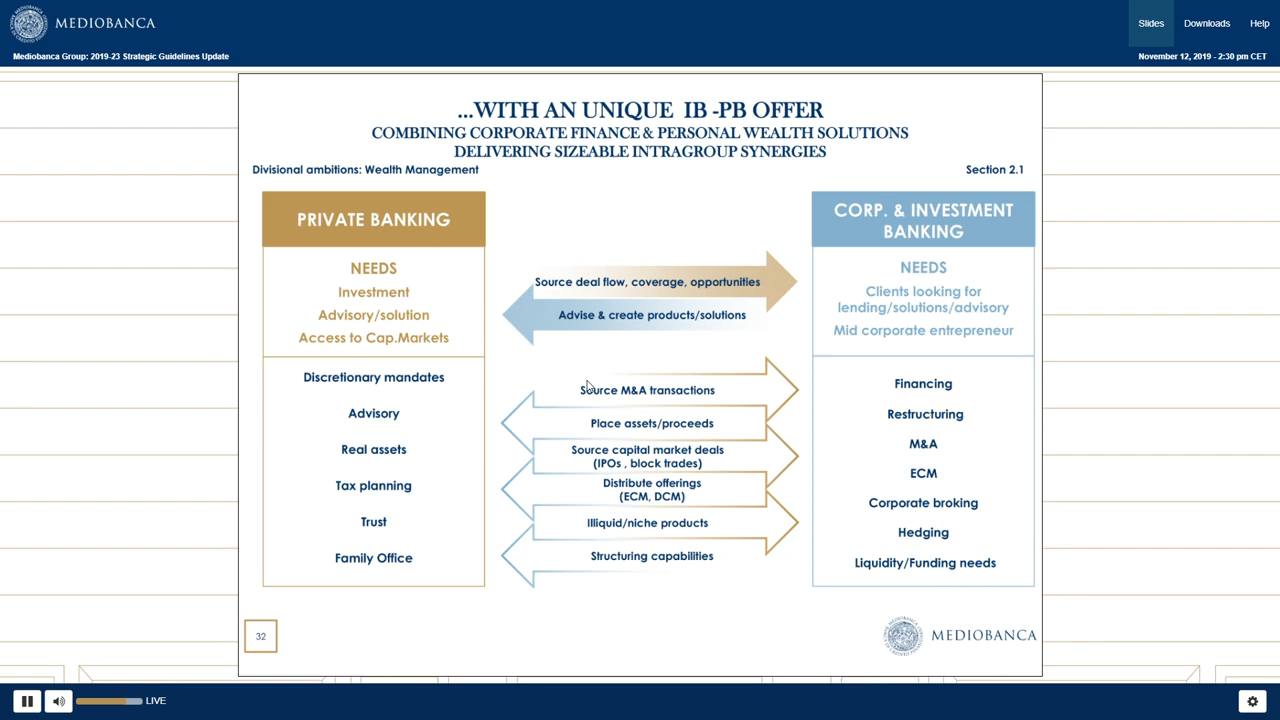 MEDIOBANCA
Slides
Downloads
Help
Mediobanca Group: 2019-23 Strategic Guidelines Update
November 12, 2019 - 2:30 pm CET
...WITH AN UNIQUE IB -PB OFFER
COMBINING CORPORATE FINANCE & PERSONAL WEALTH SOLUTIONS
DELIVERING SIZEABLE INTRAGROUP SYNERGIES
Divisional ambitions: Wealth Management
Section 2.1
PRIVATE BANKING
NEEDS
Investment
Advisory/solution
Access to Cap.Markets
Discretionary mandates
Advisory
Real assets
Tax planning
Trust
Family Office
Source deal flow, coverage, opportunities
Advise & create products/solutions
Source M&A transactions
Place assets/proceeds
Source capital market deals
(IPOs , block trades)
Distribute offerings
(ECM, DCM)
Illiquid/niche products
Structuring capabilities
CORP. & INVESTMENT
BANKING
NEEDS
Clients looking for
lending/solutions/advisory
Mid corporate entrepreneur
Financing
Restructuring
M&A
ECM
Corporate broking
Hedging
Liquidity/Funding needs
32
MEDIOBANCA
LIVE